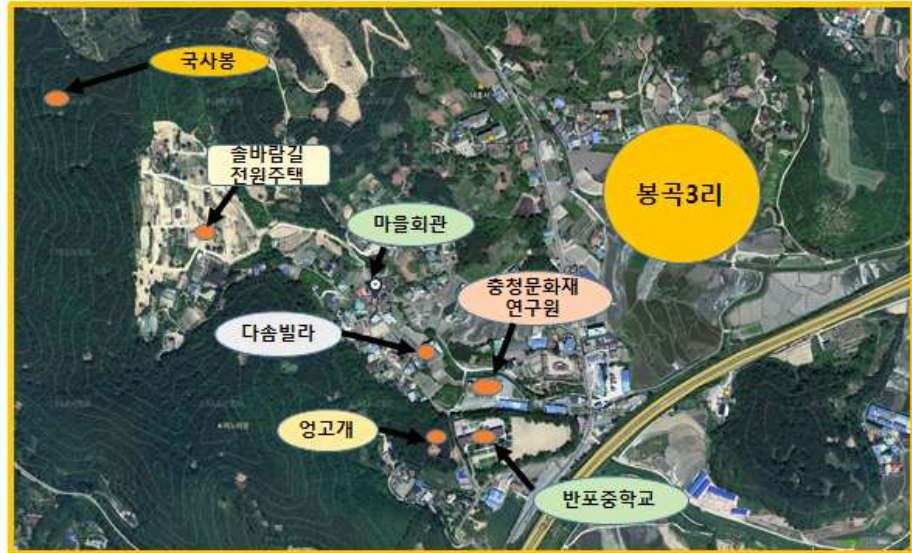 국사봉
솔바람길
전원주택
봉곡3리
마을회관
충청문화재
연구원
다솜빌라
엉고개
반포중학교